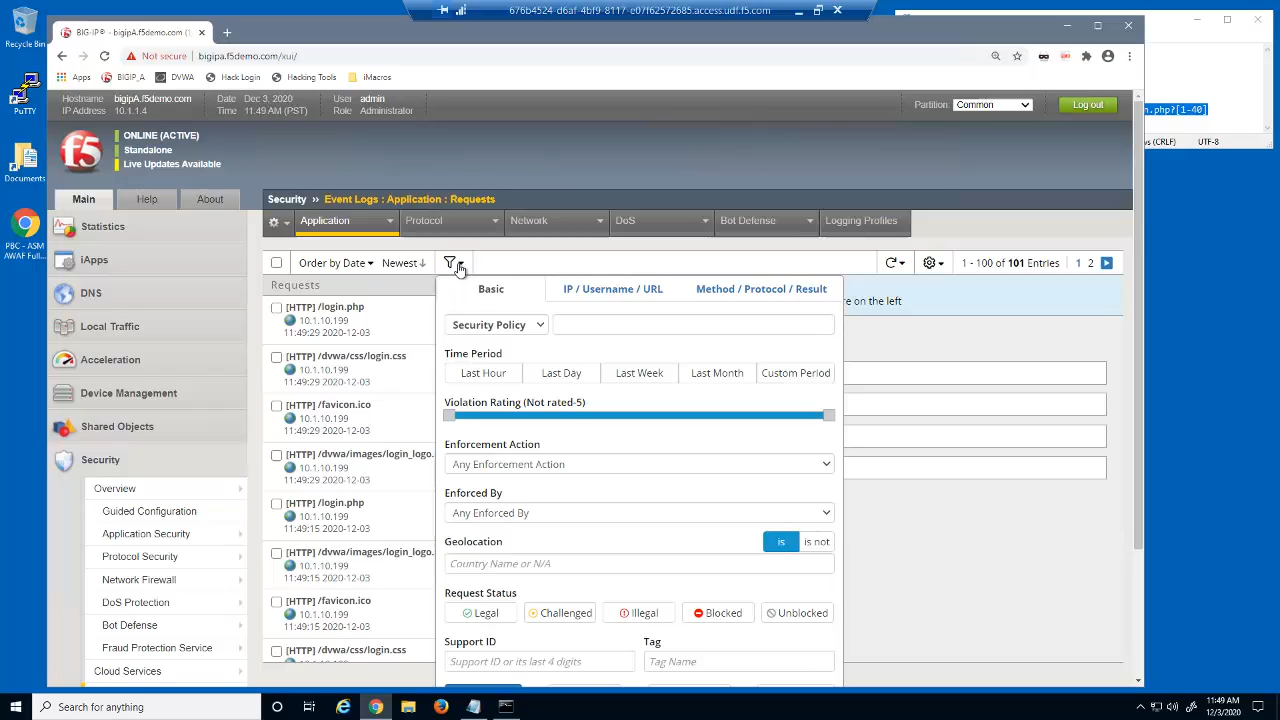 676b4524-d6af-4bf9-8117-e07f62572685.access.udf.f5.com
Recycle Bin
PuTTY
Documents
PBC - ASM AWAF Full...
BIG-IP® - bigipa.f5demo.com (1
Not secure bigipa.f5demo.com/xui/
Apps BIGIP_A DVWA Hack Login Hacking Tools iMacros
n.php?[1-40]
ws (CRLF) UTF-8
Hostname bigipA.f5demo.com Date Dec 3, 2020 User admin
IP Address 10.1.1.4 Time 11:49 AM (PST) Role Administrator
Partition: Common Log out
f5
ONLINE (ACTIVE)
Standalone
Live Updates Available
Main Help About
Security » Event Logs : Application : Requests
Application Protocol Network DoS Bot Defense Logging Profiles
Statistics
iApps
DNS
Local Traffic
Acceleration
Device Management
Shared Objects
Security
Overview
Guided Configuration
Application Security
Protocol Security
Network Firewall
DoS Protection
Bot Defense
Fraud Protection Service
Cloud Services
Order by Date Newest
1 - 100 of 101 Entries 1 2
Requests
[HTTP] /login.php
10.1.10.199
11:49:29 2020-12-03
[HTTP] /dvwa/css/login.css
10.1.10.199
11:49:29 2020-12-03
[HTTP] /favicon.ico
10.1.10.199
11:49:29 2020-12-03
[HTTP] /dvwa/images/login_logo.
10.1.10.199
11:49:29 2020-12-03
[HTTP] /login.php
10.1.10.199
11:49:15 2020-12-03
[HTTP] /dvwa/images/login_logo.
10.1.10.199
11:49:15 2020-12-03
[HTTP] /favicon.ico
10.1.10.199
11:49:15 2020-12-03
[HTTP] /dvwa/css/login.css
10.1.10.199
Basic IP / Username / URL Method / Protocol / Result
re on the left
Security Policy
Time Period
Last Hour Last Day Last Week Last Month Custom Period
Violation Rating (Not rated-5)
Enforcement Action
Any Enforcement Action
Enforced By
Any Enforced By
Geolocation is is not
Country Name or N/A
Request Status
Legal Challenged Illegal Blocked Unblocked
Support ID Tag
Support ID or its last 4 digits Tag Name
Search for anything
11:49 AM
12/3/2020